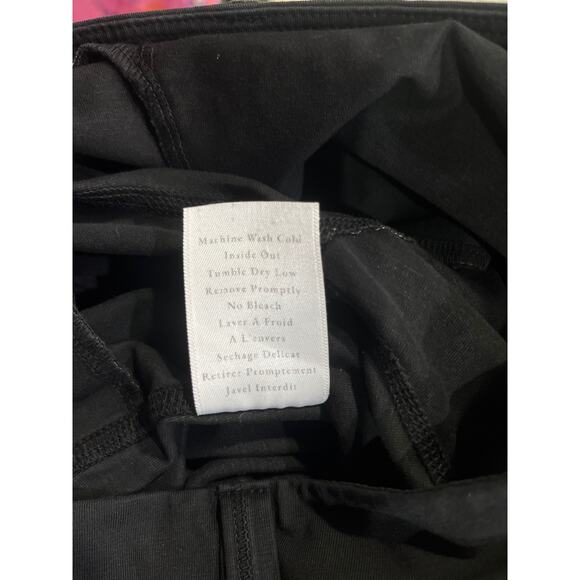 Machine Wash Cold
Inside Out
Tumble Dry Low
Remove Promptly
No Bleach
Laver A Froid
A L'envers
Sechage Delicat
Retirer Promptement
Javel Interdit